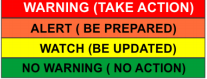 WARNING (TAKE ACTION)
ALERT ( BE PREPARED)
WATCH (BE UPDATED)
NO WARNING ( NO ACTION)